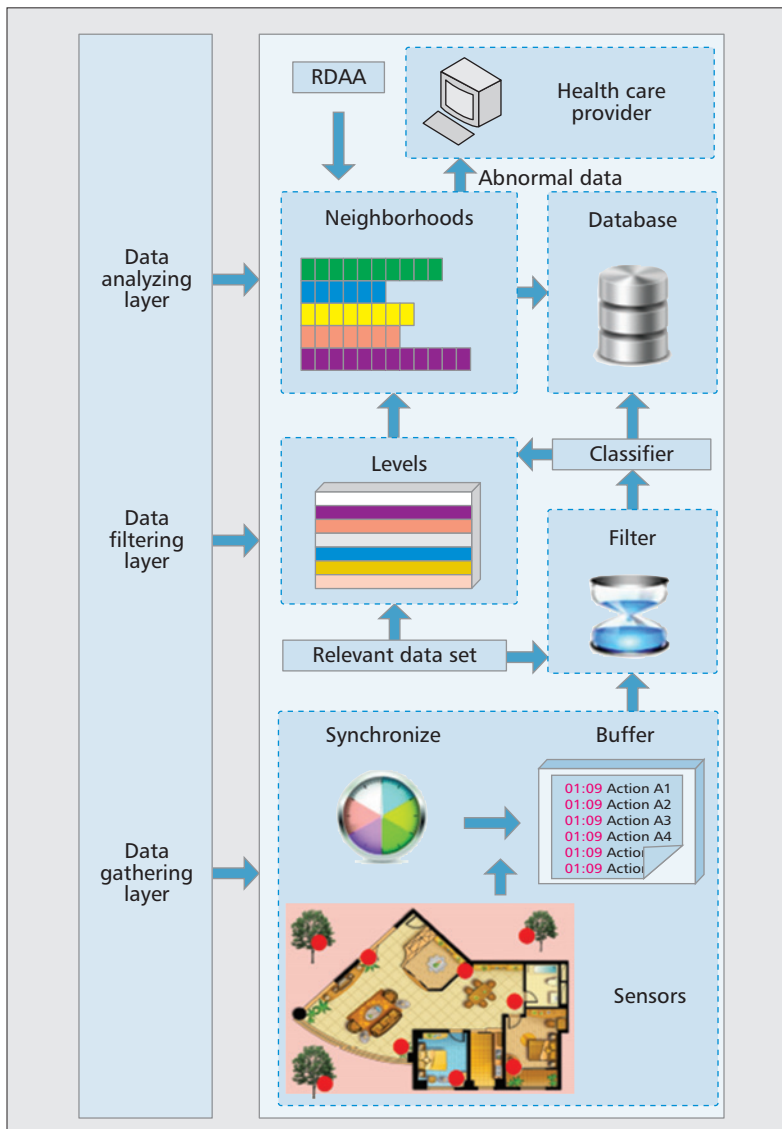 RDAA
Health care
provider
Abnormal data
Neighborhoods
Database
Data
analyzing
layer
Levels
Classifier
Data
filtering
layer
Filter
Relevant data set
Synchronize
Buffer
01:09 Action A1
01:09 Action A2
01:09 Action A3
01:09 Action A4
01:09 Action
01:09 Action
Data
gathering
layer
Sensors